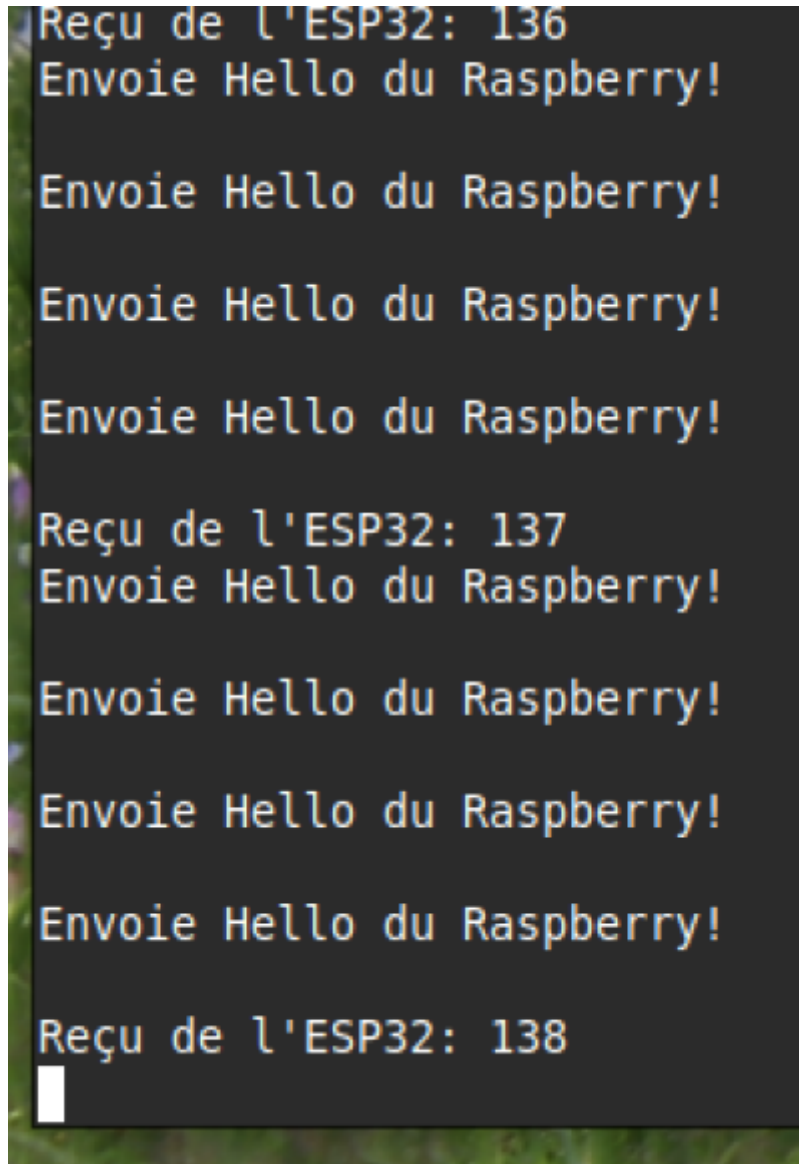 Reçu de l'ESP32: 136
Envoie Hello du Raspberry!
Envoie Hello du Raspberry!
Envoie Hello du Raspberry!
Envoie Hello du Raspberry!
Reçu de l'ESP32: 137
Envoie Hello du Raspberry!
Envoie Hello du Raspberry!
Envoie Hello du Raspberry!
Envoie Hello du Raspberry!
Reçu de l'ESP32: 138